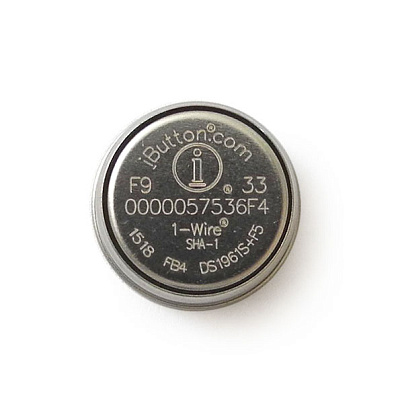 iButton.com®
i
F9 ® 33
0000057536F4
1-Wire®
SHA-1
1518 FB4 DS1961S+F5